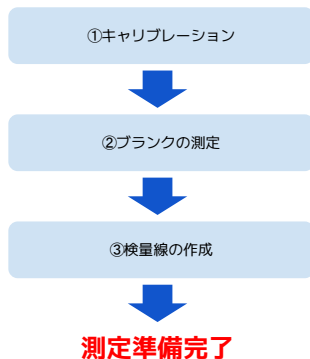 ①キャリブレーション
②ブランクの測定
③検量線の作成
測定準備完了